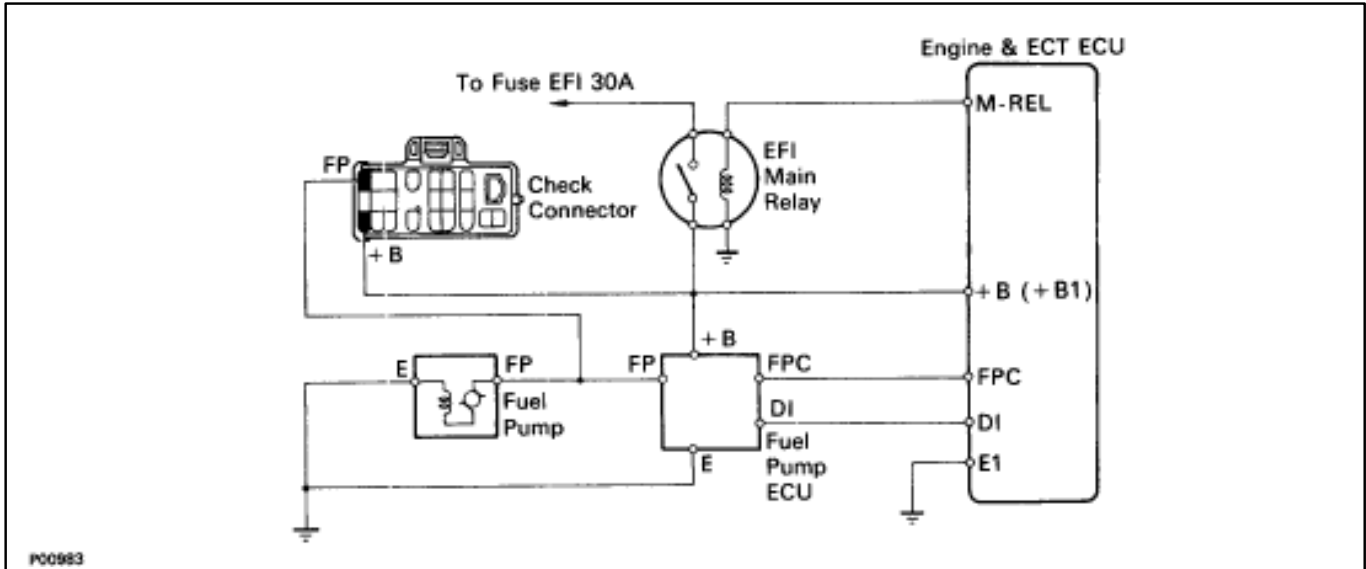 Engine & ECT ECU
To Fuse EFI 30A
M-REL
EFI
Main
Relay
FP
Check
Connector
+B
+B (+B1)
+B
E
FP
Fuel
Pump
FP
FPC
DI
Fuel
Pump
ECU
E
FPC
DI
E1
P00983